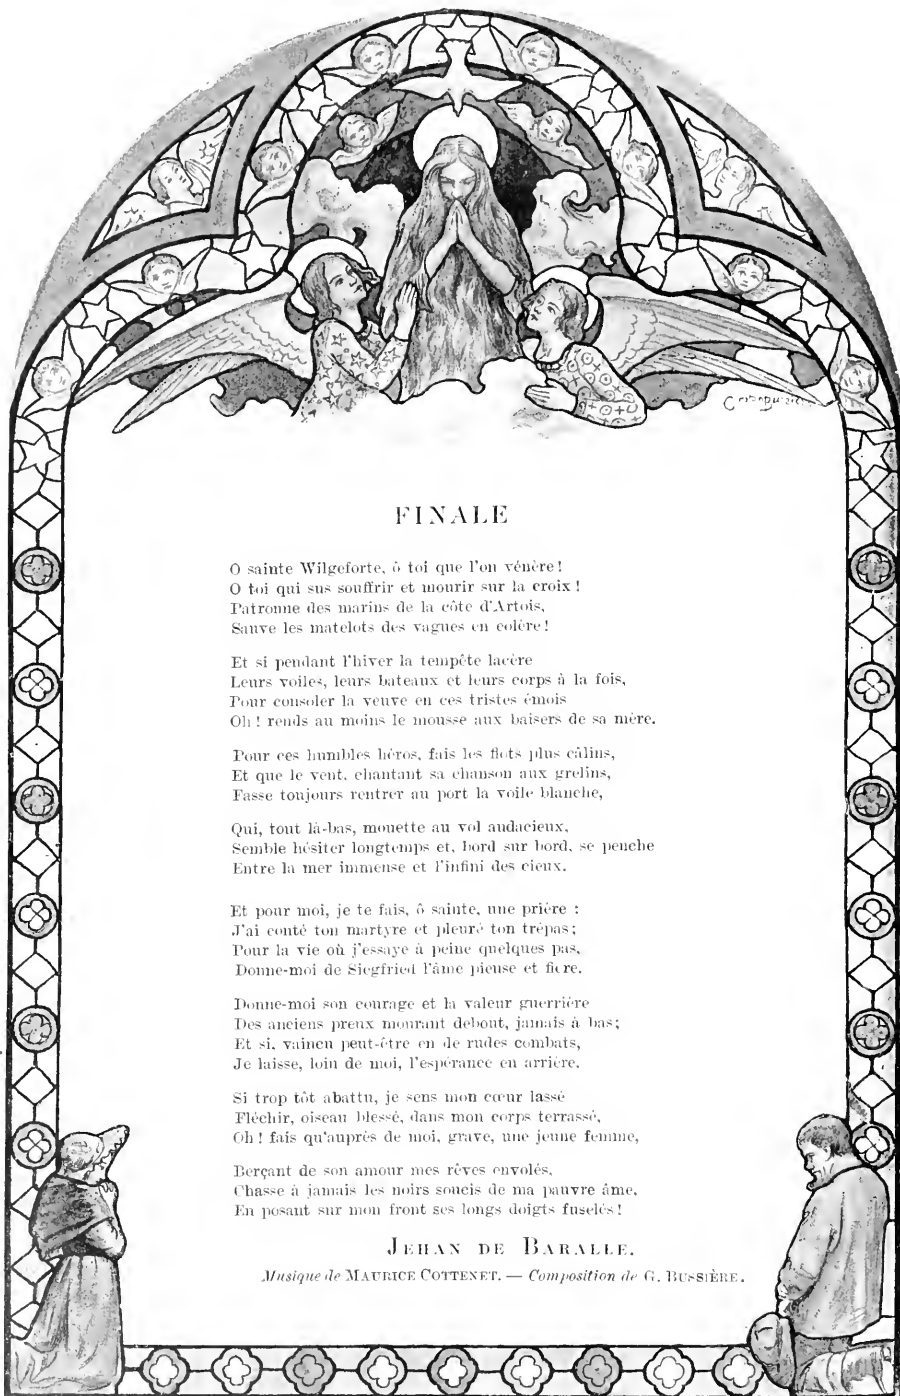 FINALE
O sainte Wilgeforte, ô toi que l'on vénère !
O toi qui sus souffrir et mourir sur la croix !
Patronne des marins de la côte d'Artois,
Sauve les matelots des vagues en colère !
Et si pendant l'hiver la tempête lacère
Leurs voiles, leurs bateaux et leurs corps à la fois,
Pour consoler la veuve en ces tristes émois
Oh ! rends au moins le mousse aux baisers de sa mère.
Pour ces humbles héros, fais les flots plus câlins,
Et que le vent, chantant sa chanson aux grelins,
Fasse toujours rentrer au port la voile blanche,
Qui, tout là-bas, mouette au vol audacieux,
Semble hésiter longtemps et, bord sur bord, se penche
Entre la mer immense et l'infini des cieux.
Et pour moi, je te fais, ô sainte, une prière :
J'ai conté ton martyre et pleuré ton trépas ;
Pour la vie où j'essaye à peine quelques pas,
Donne-moi de Siegfried l'âme pieuse et fière.
Donne-moi son courage et la valeur guerrière
Des anciens preux mourant debout, jamais à bas ;
Et si, vaincu peut-être en de rudes combats,
Je laisse, loin de moi, l'espérance en arrière.
Si trop tôt abattu, je sens mon cœur lassé
Fléchir, oiseau blessé, dans mon corps terrassé,
Oh ! fais qu'auprès de moi, grave, une jeune femme,
Berçant de son amour mes rêves envolés,
Chasse à jamais les noirs soucis de ma pauvre âme,
En posant sur mon front ses longs doigts fuselés !
JEHAN DE BARALLE.
Musique de MAURICE COTTENET. — Composition de G. BUSSIÈRE.